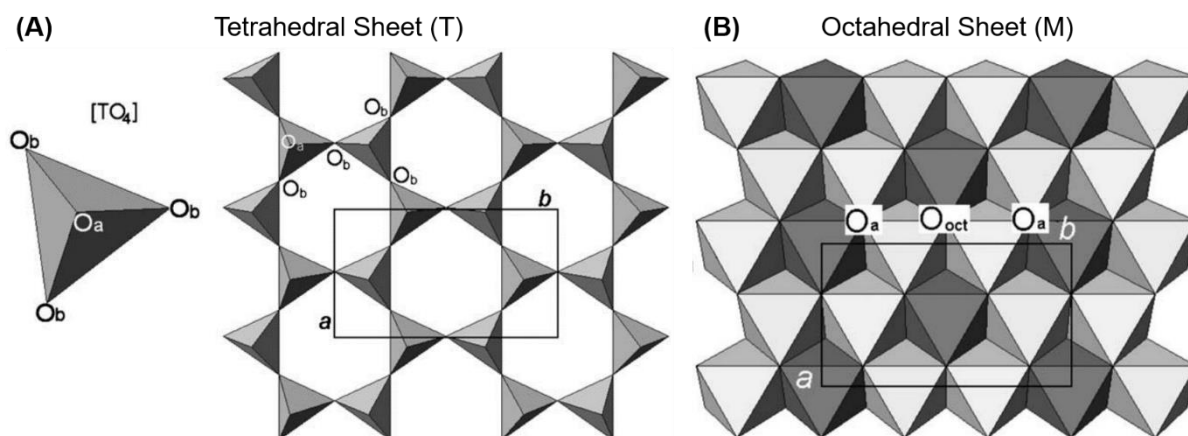 (A) Tetrahedral Sheet (T)
[TO4]
Ob
Oa
Ob
Ob
Ob
Oa
Ob
Ob
Ob
b
a
(B) Octahedral Sheet (M)
Oa Ooct Oa
b
a